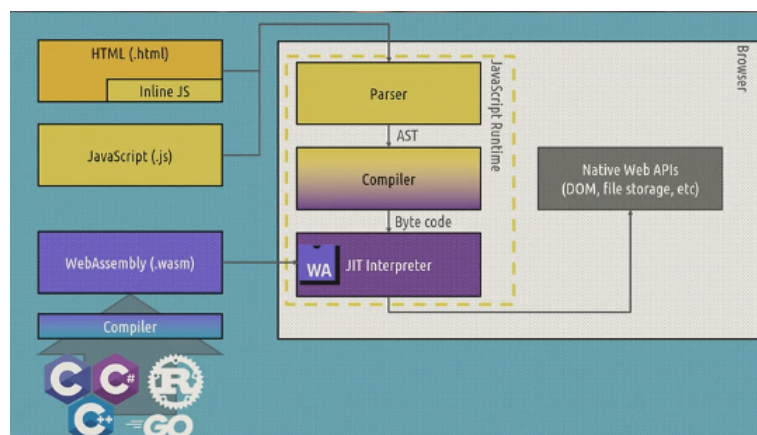 HTML (.html)
Inline JS
JavaScript (.js)
WebAssembly (.wasm)
Compiler
C
C#
R
C++
GO
Parser
AST
Compiler
Byte code
WA
JIT Interpreter
JavaScript Runtime
Native Web APIs
(DOM, file storage, etc)
Browser